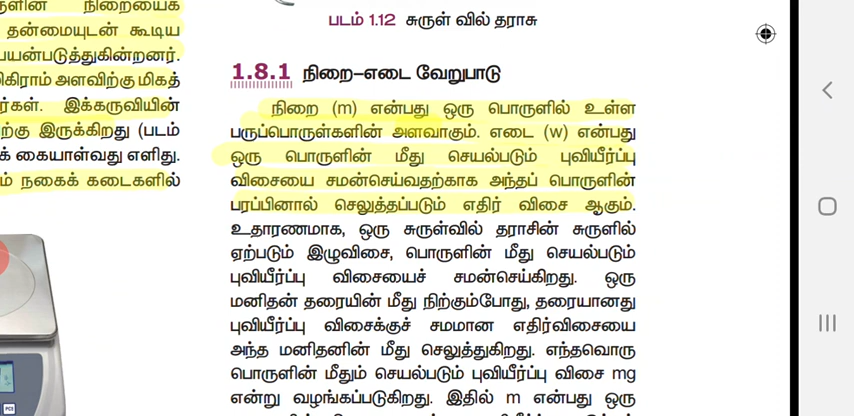 ருளின் நிறையைக்
தன்மையுடன் கூடிய
பயன்படுத்துகின்றனர்.
கிராம் அளவிற்கு மிகத்
ர்கள். இக்கருவியின்
ற்கு இருக்கிறது (படம்
க் கையாள்வது எளிது.
ம் நகைக் கடைகளில்
PCE
படம் 1.12 சுருள் வில் தராசு
1.8.1 நிறை–எடை வேறுபாடு
நிறை (m) என்பது ஒரு பொருளில் உள்ள
பருப்பொருள்களின் அளவாகும். எடை (w) என்பது
ஒரு பொருளின் மீது செயல்படும் புவியீர்ப்பு
விசையை சமன்செய்வதற்காக அந்தப் பொருளின்
பரப்பினால் செலுத்தப்படும் எதிர் விசை ஆகும்.
உதாரணமாக, ஒரு சுருள்வில் தராசின் சுருளில்
ஏற்படும் இழுவிசை, பொருளின் மீது செயல்படும்
புவியீர்ப்பு விசையைச் சமன்செய்கிறது. ஒரு
மனிதன் தரையின் மீது நிற்கும்போது, தரையானது
புவியீர்ப்பு விசைக்குச் சமமான எதிர்விசையை
அந்த மனிதனின் மீது செலுத்துகிறது. எந்தவொரு
பொருளின் மீதும் செயல்படும் புவியீர்ப்பு விசை mg
என்று வழங்கப்படுகிறது. இதில் m என்பது ஒரு